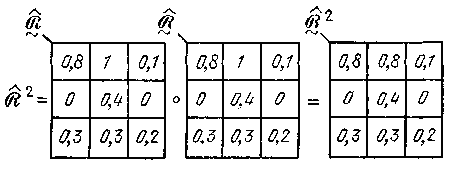 ℛ̂ ℛ̂ ℛ̂²
0,8 1 0,1 0,8 1 0,1 0,8 0,8 0,1
ℛ̂² = 0 0,4 0 ∘ 0 0,4 0 = 0 0,4 0
0,3 0,3 0,2 0,3 0,3 0,2 0,3 0,3 0,2